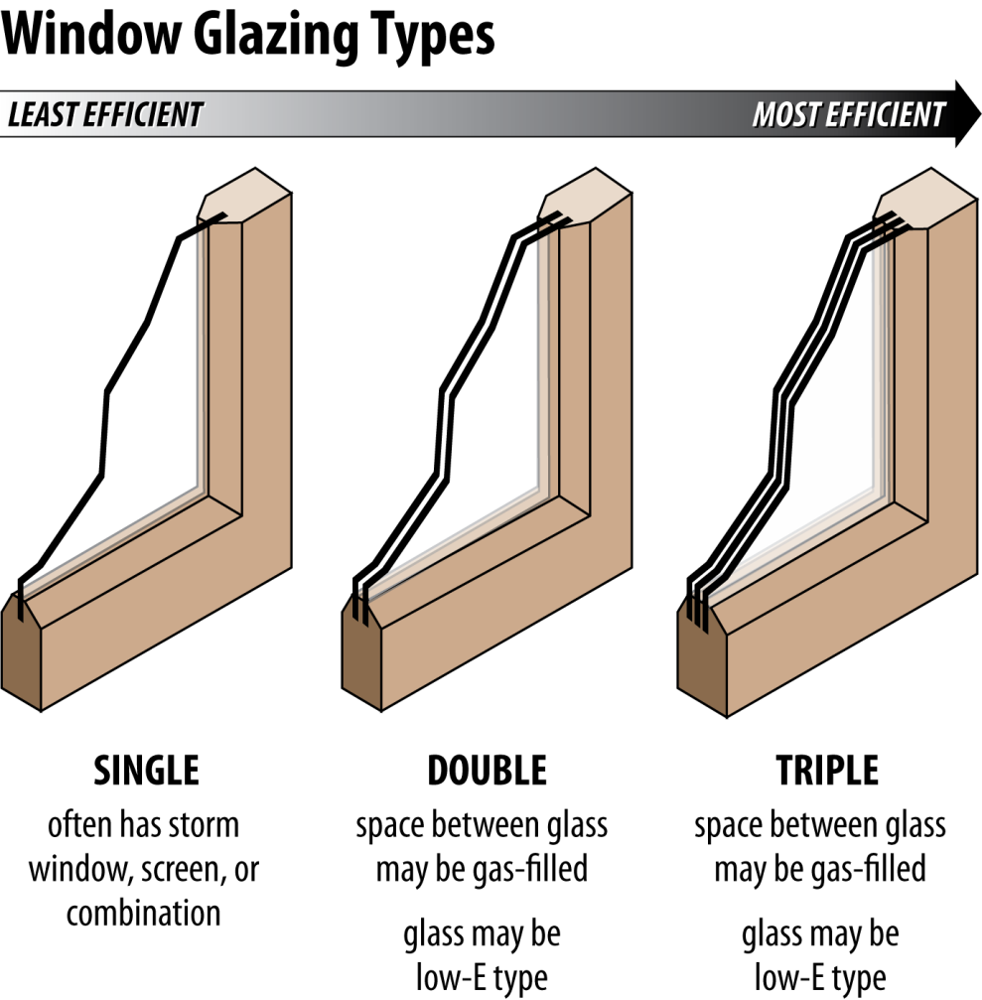 Window Glazing Types
LEAST EFFICIENT
MOST EFFICIENT
SINGLE
often has storm
window, screen, or
combination
DOUBLE
space between glass
may be gas-filled
glass may be
low-E type
TRIPLE
space between glass
may be gas-filled
glass may be
low-E type